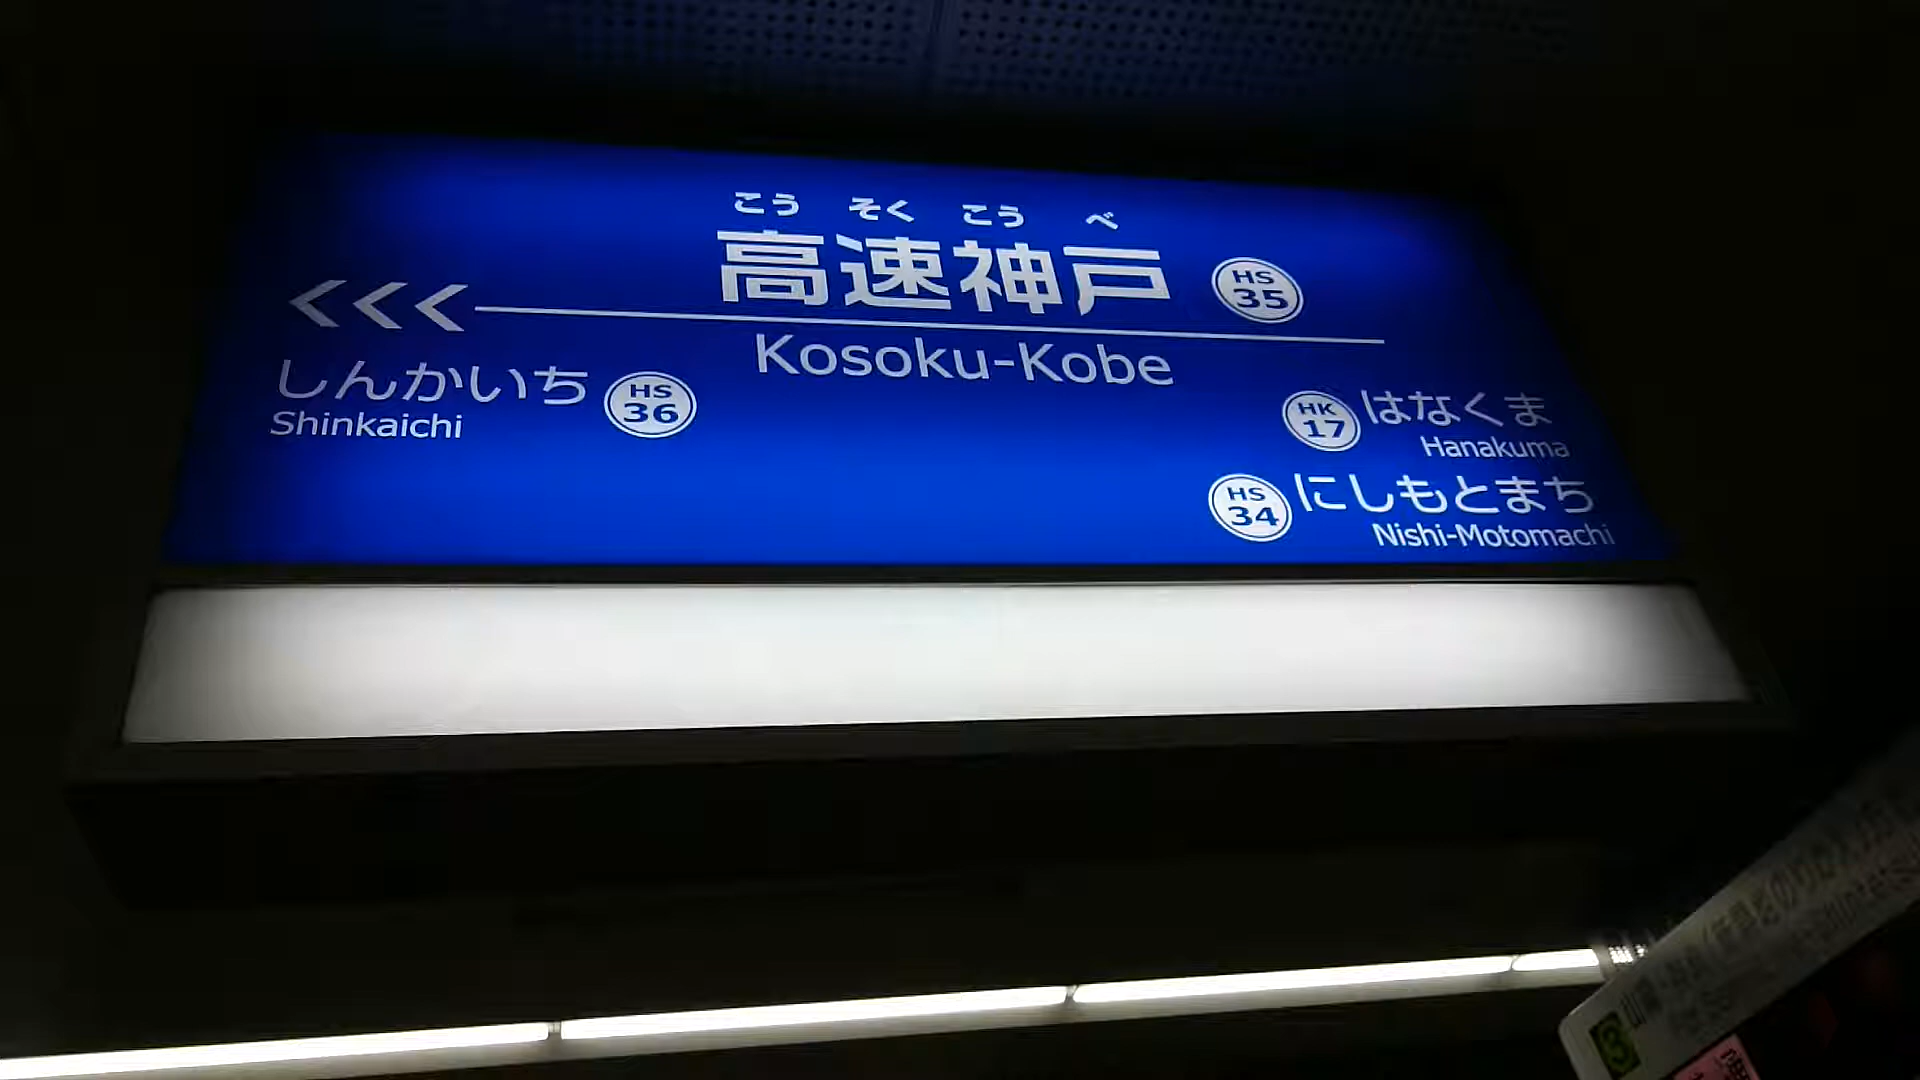 こう そく こう べ
高速神戸 HS 35
Kosoku-Kobe
しんかいち HS 36
Shinkaichi
HK 17 はなくま
Hanakuma
HS 34 にしもとまち
Nishi-Motomachi
3